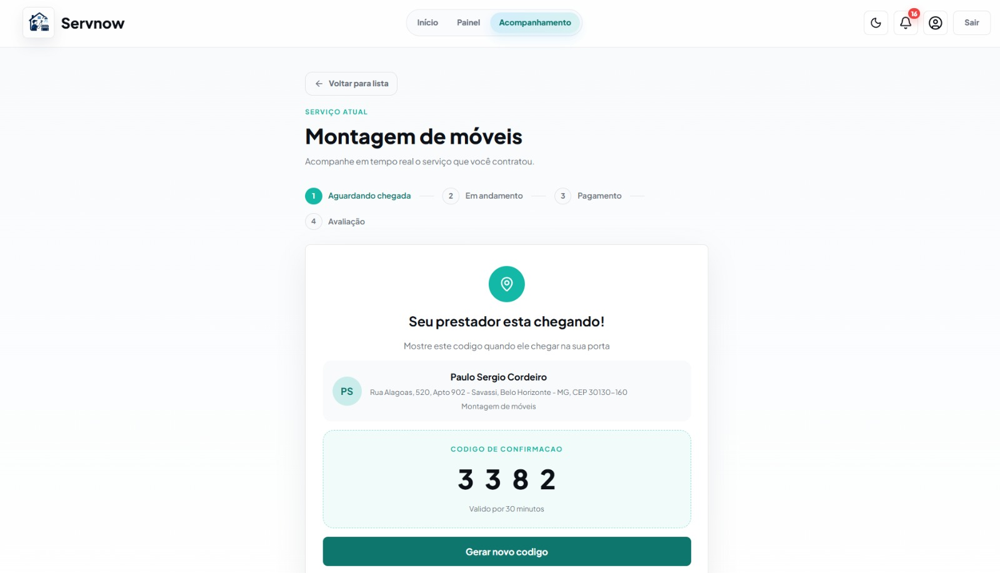 Servnow
Início Painel Acompanhamento
16
Sair
Voltar para lista
SERVIÇO ATUAL
Montagem de móveis
Acompanhe em tempo real o serviço que você contratou.
1 Aguardando chegada 2 Em andamento 3 Pagamento
4 Avaliação
Seu prestador esta chegando!
Mostre este codigo quando ele chegar na sua porta
PS
Paulo Sergio Cordeiro
Rua Alagoas, 520, Apto 902 - Savassi, Belo Horizonte - MG, CEP 30130-160
Montagem de móveis
CODIGO DE CONFIRMACAO
3 3 8 2
Valido por 30 minutos
Gerar novo codigo